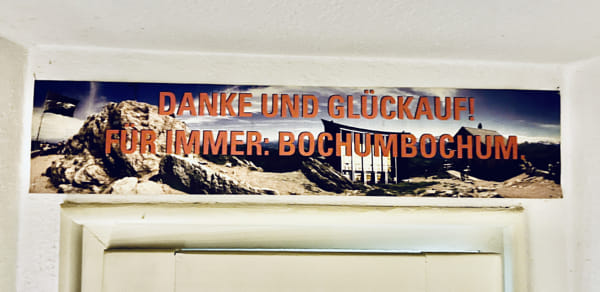 DANKE UND GLÜCKAUF!
FÜR IMMER: BOCHUMBOCHUM.